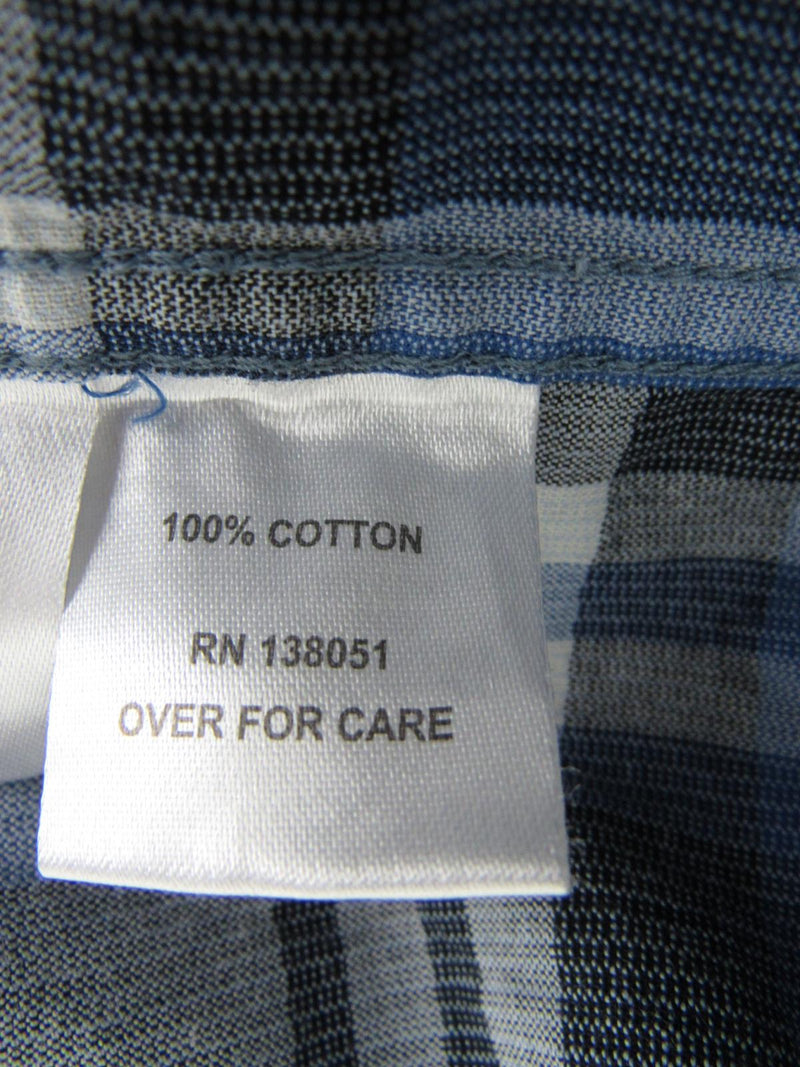 100% COTTON
RN 138051
OVER FOR CARE